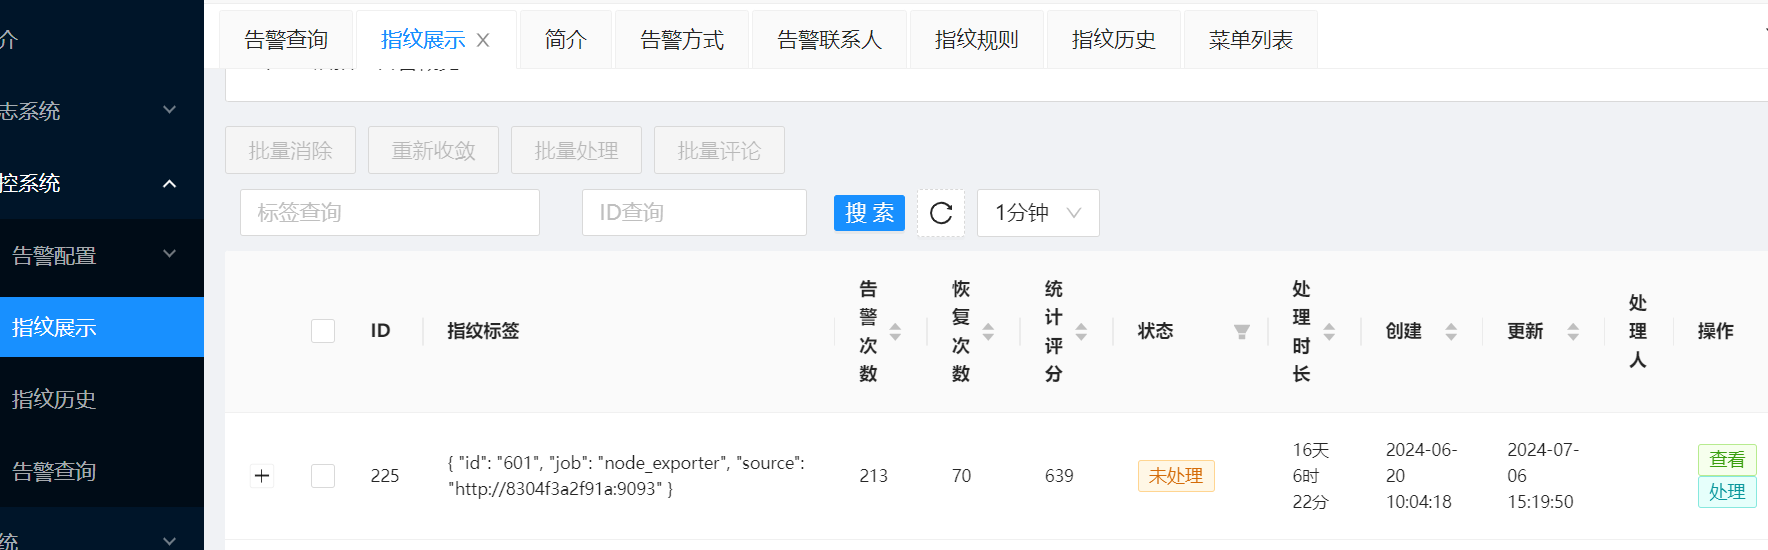 告警查询 指纹展示 简介 告警方式 告警联系人 指纹规则 指纹历史 菜单列表
介
志系统
控系统
告警配置
指纹展示
指纹历史
告警查询
统
批量消除 重新收敛 批量处理 批量评论
标签查询 ID查询 搜索 1分钟
ID 指纹标签 告警次数 恢复次数 统计评分 状态 处理时长 创建 更新 处理人 操作
225 { "id": "601", "job": "node_exporter", "source": "http://8304f3a2f91a:9093" } 213 70 639 未处理 16天6时22分 2024-06-20 10:04:18 2024-07-06 15:19:50 查看 处理